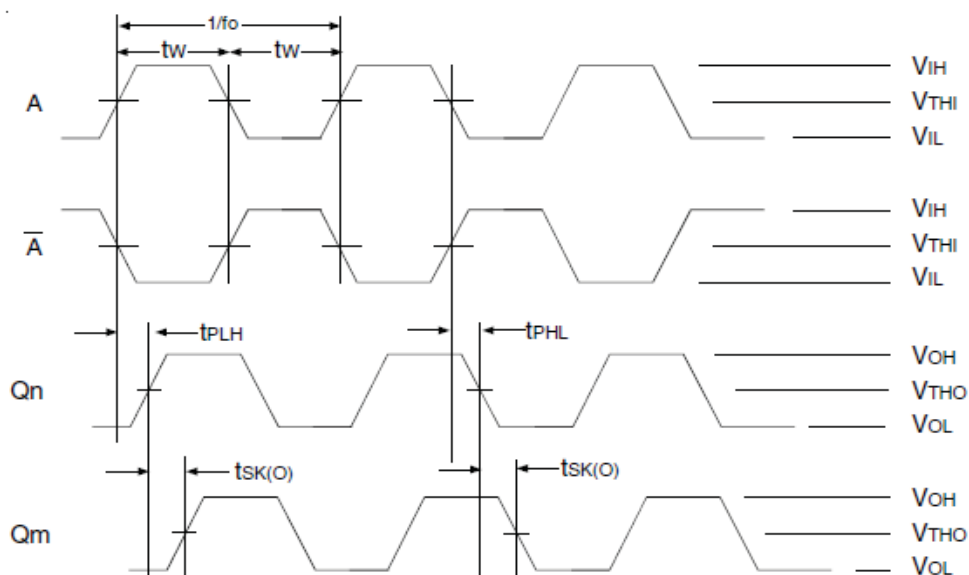 1/fo
tW tW
A
VIH
VTHI
VIL
A
VIH
VTHI
VIL
tPLH tPHL
Qn
VOH
VTHO
VOL
tSK(O) tSK(O)
Qm
VOH
VTHO
VOL